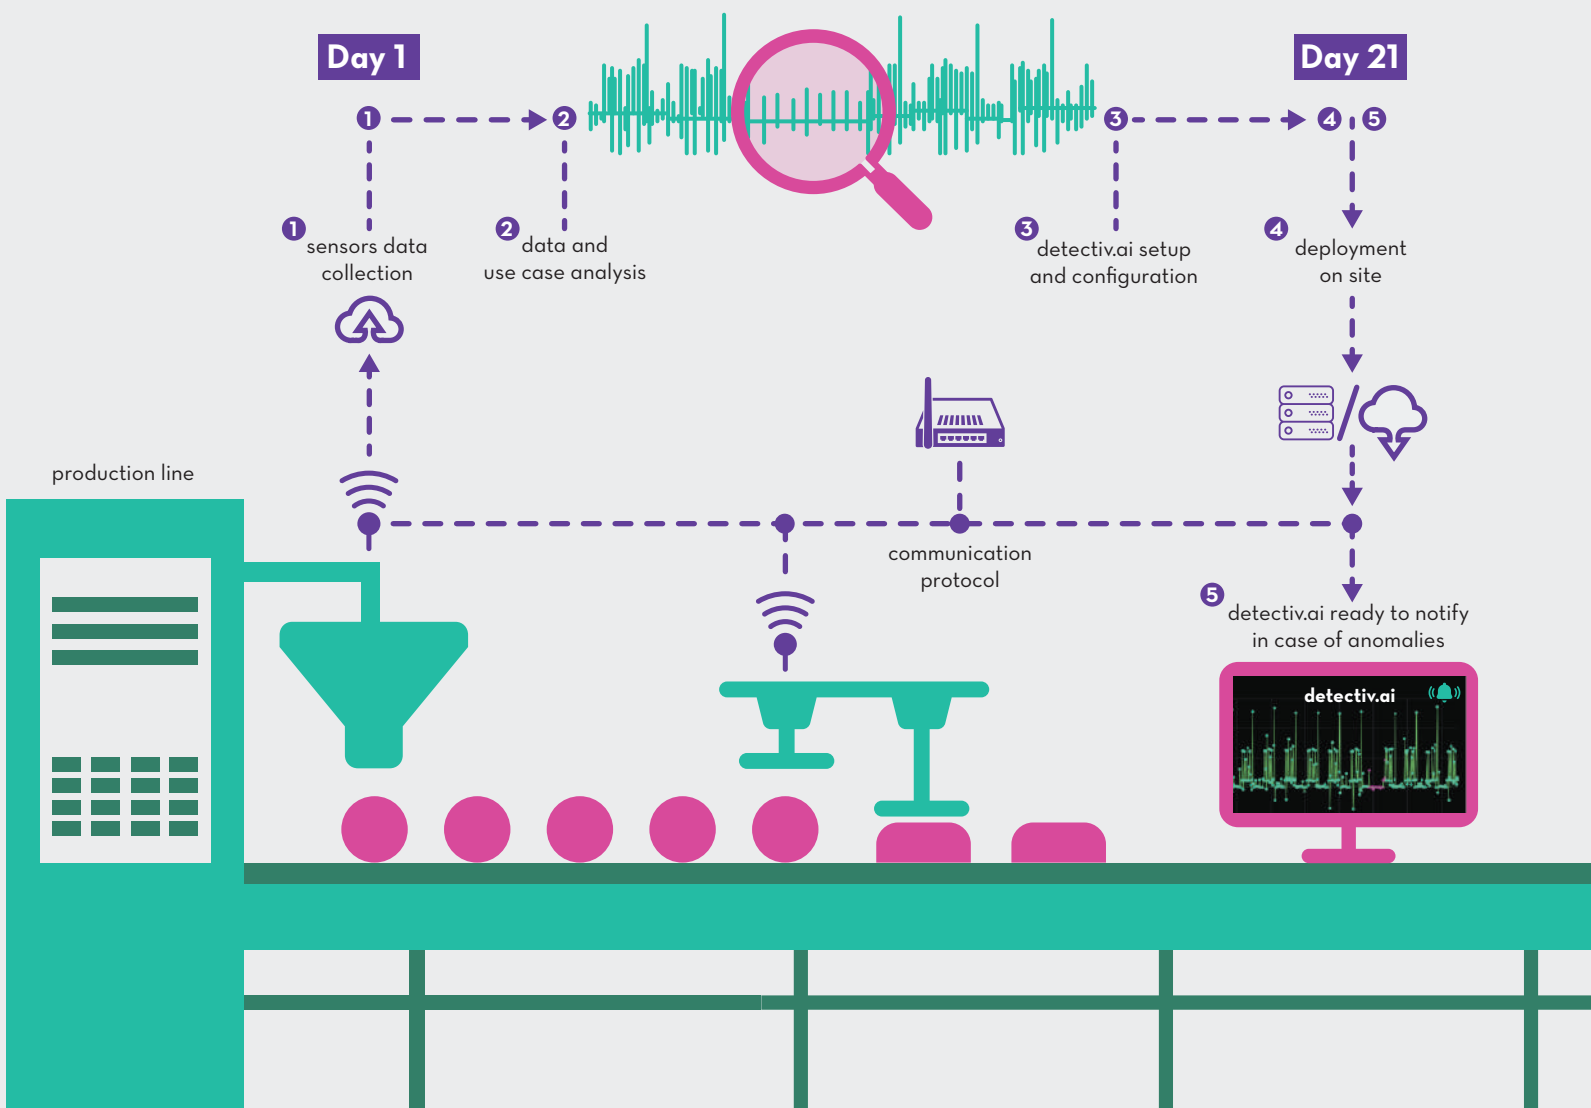 Day 1
Day 21
1
2
3
4
5
1
sensors data
collection
2
data and
use case analysis
3
detectiv.ai setup
and configuration
4
deployment
on site
production line
communication
protocol
5
detectiv.ai ready to notify
in case of anomalies
detectiv.ai